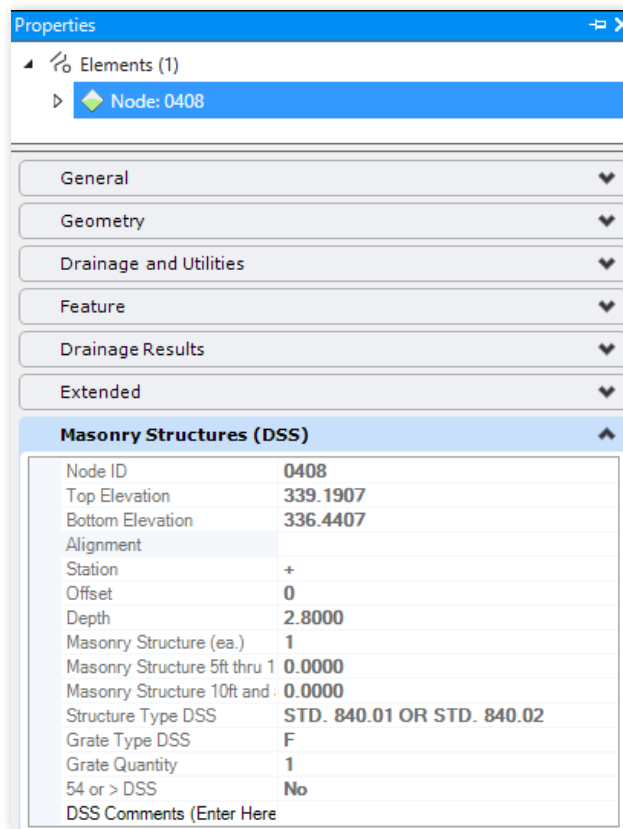 Properties
Elements (1)
Node: 0408
General
Geometry
Drainage and Utilities
Feature
Drainage Results
Extended
Masonry Structures (DSS)
Node ID 0408
Top Elevation 339.1907
Bottom Elevation 336.4407
Alignment
Station +
Offset 0
Depth 2.8000
Masonry Structure (ea.) 1
Masonry Structure 5ft thru 1 0.0000
Masonry Structure 10ft and 0.0000
Structure Type DSS STD. 840.01 OR STD. 840.02
Grate Type DSS F
Grate Quantity 1
54 or > DSS No
DSS Comments (Enter Here